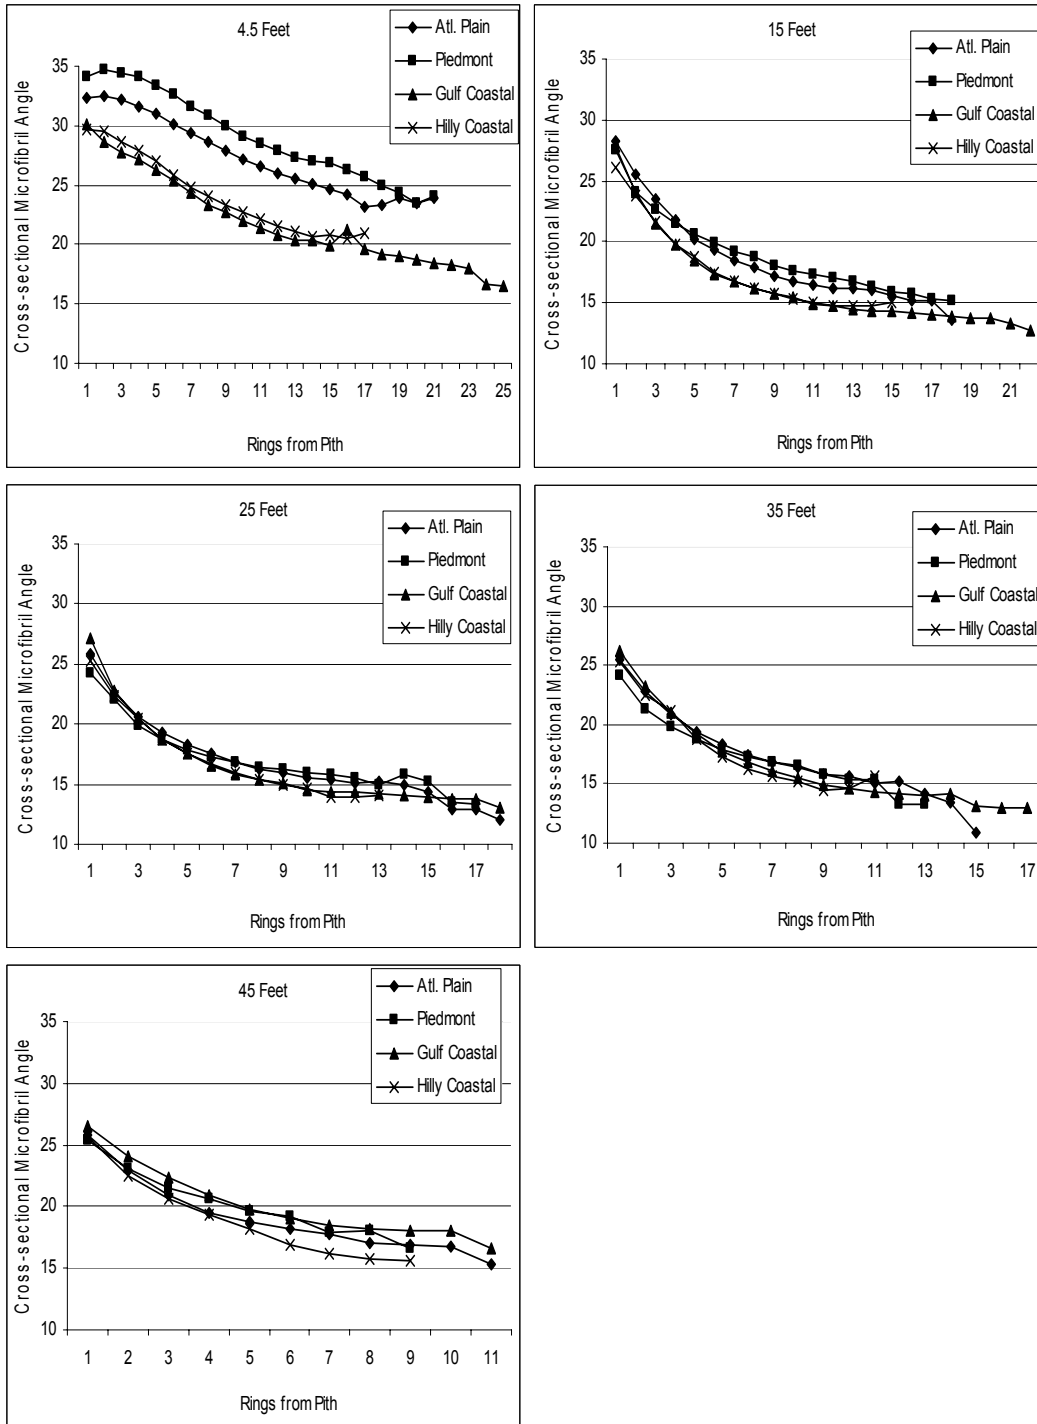 4.5 Feet
Atl. Plain
Piedmont
Gulf Coastal
Hilly Coastal
Cross-sectional Microfibril Angle
35
30
25
20
15
10
1 3 5 7 9 11 13 15 17 19 21 23 25
Rings from Pith
15 Feet
Atl. Plain
Piedmont
Gulf Coastal
Hilly Coastal
Cross-sectional Microfibril Angle
35
30
25
20
15
10
1 3 5 7 9 11 13 15 17 19 21
Rings from Pith
25 Feet
Atl. Plain
Piedmont
Gulf Coastal
Hilly Coastal
Cross-sectional Microfibril Angle
35
30
25
20
15
10
1 3 5 7 9 11 13 15 17
Rings from Pith
35 Feet
Atl. Plain
Piedmont
Gulf Coastal
Hilly Coastal
Cross-sectional Microfibril Angle
35
30
25
20
15
10
1 3 5 7 9 11 13 15 17
Rings from Pith
45 Feet
Atl. Plain
Piedmont
Gulf Coastal
Hilly Coastal
Cross-sectional Microfibril Angle
35
30
25
20
15
10
1 2 3 4 5 6 7 8 9 10 11
Rings from Pith